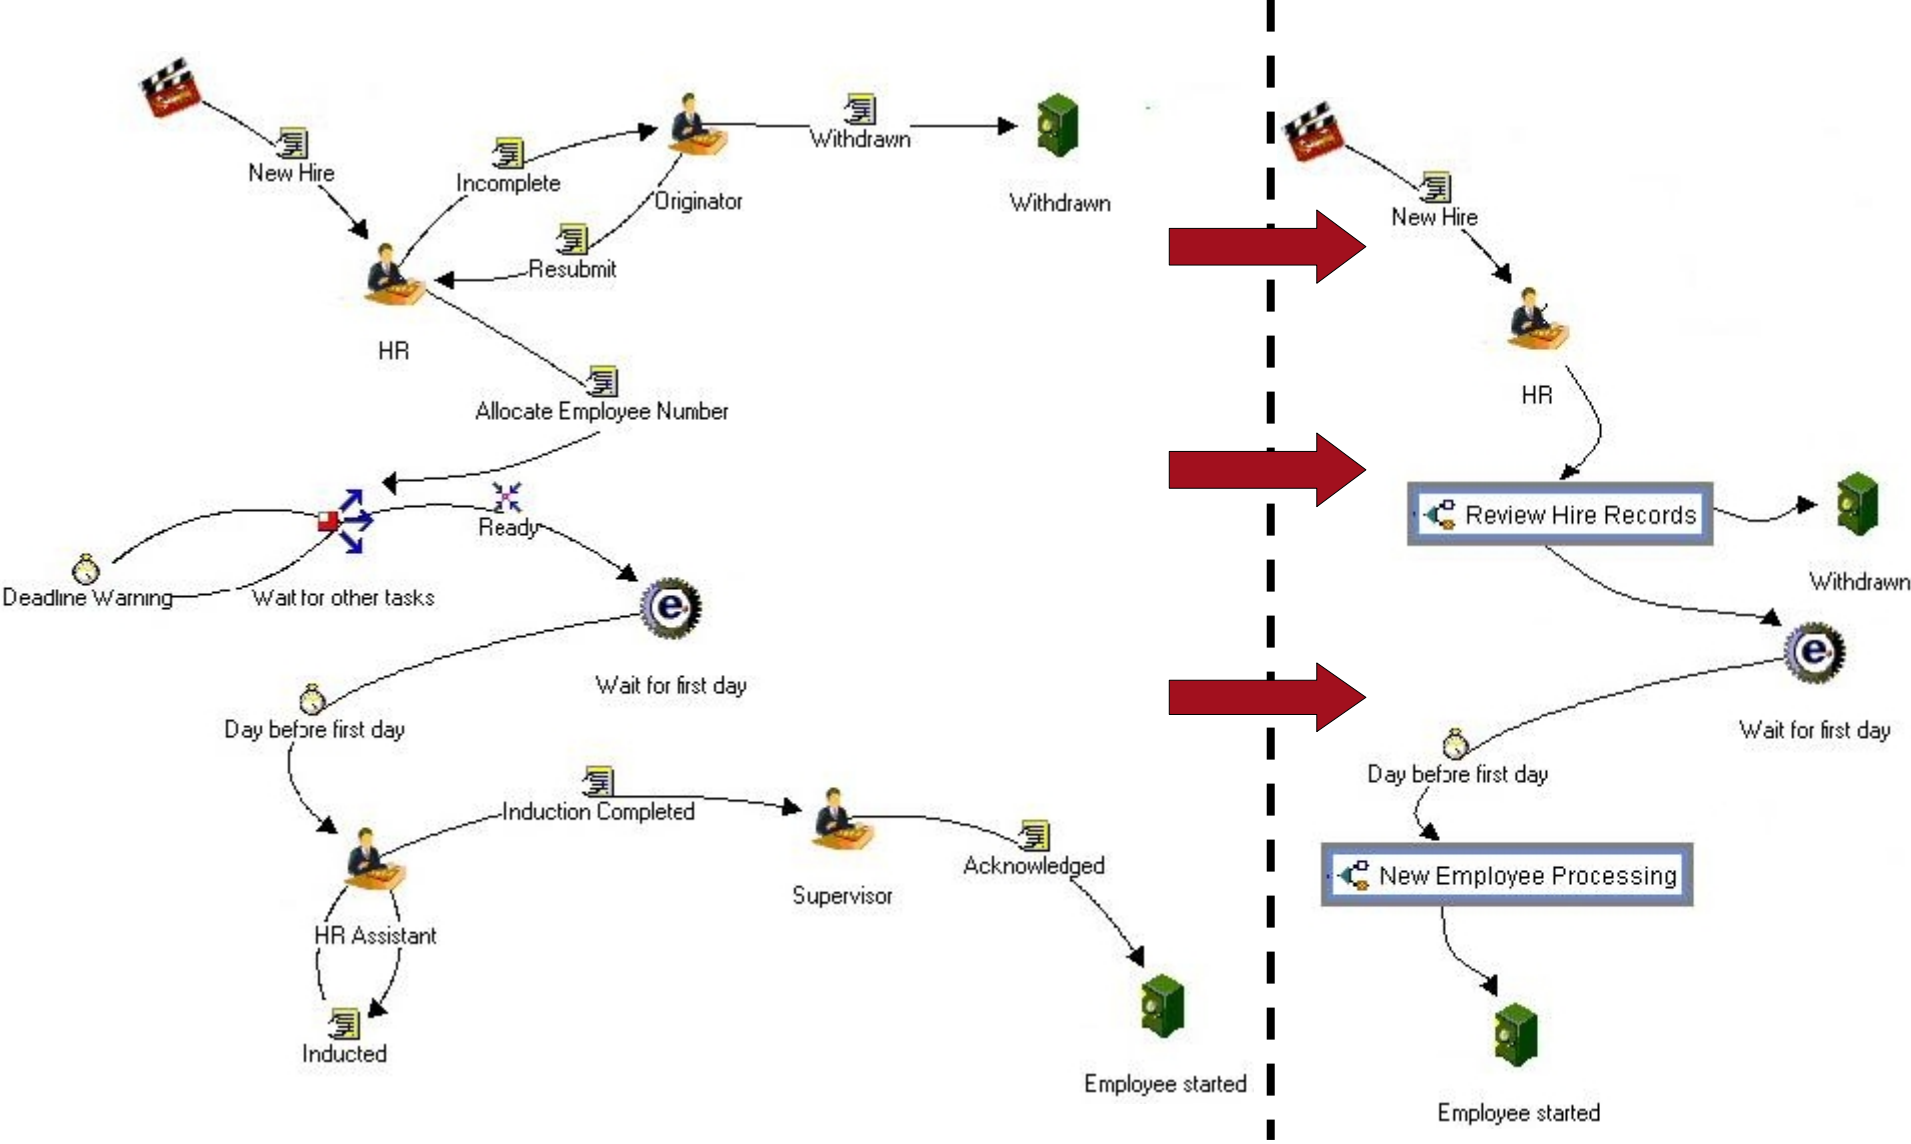 New Hire
Incomplete
Originator
Withdrawn
Withdrawn
Resubmit
HR
Allocate Employee Number
Ready
Deadline Warning
Wait for other tasks
e
Wait for first day
Day before first day
Induction Completed
Supervisor
Acknowledged
HR Assistant
Inducted
Employee started
New Hire
HR
Review Hire Records
Withdrawn
e
Wait for first day
Day before first day
New Employee Processing
Employee started